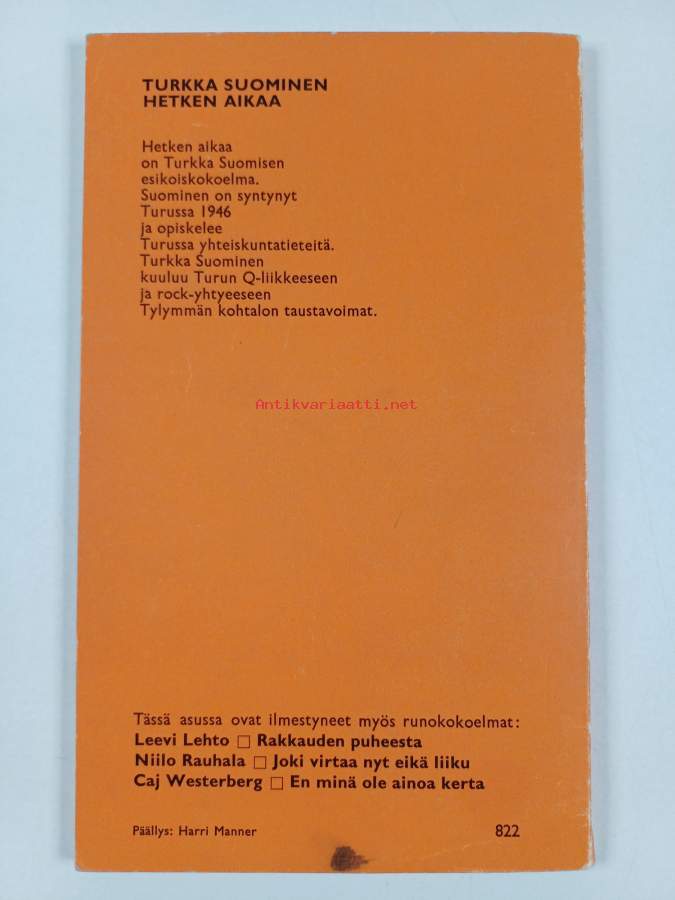 TURKKA SUOMINEN
HETKEN AIKAA
Hetken aikaa
on Turkka Suomisen
esikoiskokoelma.
Suominen on syntynyt
Turussa 1946
ja opiskelee
Turussa yhteiskuntatieteitä.
Turkka Suominen
kuuluu Turun Q-liikkeeseen
ja rock-yhtyeeseen
Tylymmän kohtalon taustavoimat.
Antikvariaatti.net
Tässä asussa ovat ilmestyneet myös runokokoelmat:
Leevi Lehto □ Rakkauden puheesta
Niilo Rauhala □ Joki virtaa nyt eikä liiku
Caj Westerberg □ En minä ole ainoa kerta
Päällys: Harri Manner 822